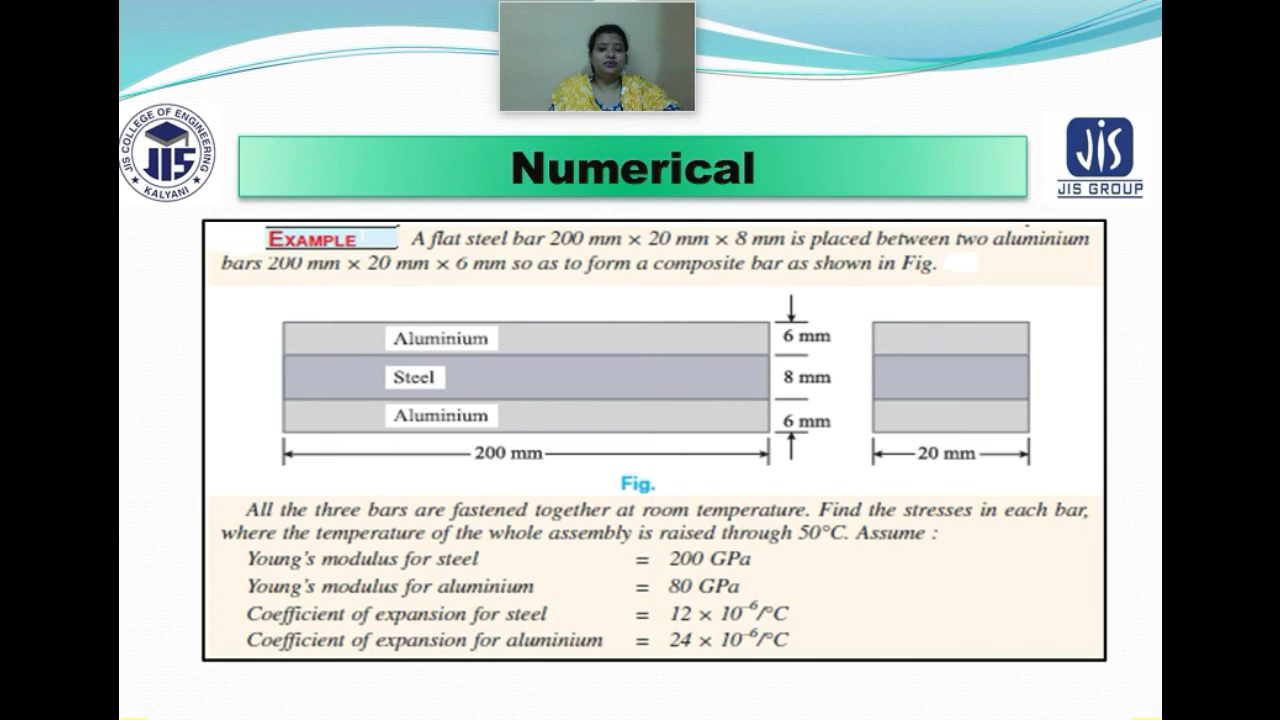 JIS COLLEGE OF ENGINEERING
JIS
KALYANI
Numerical
JIS
JIS GROUP
EXAMPLE A flat steel bar 200 mm × 20 mm × 8 mm is placed between two aluminium
bars 200 mm × 20 mm × 6 mm so as to form a composite bar as shown in Fig.
Aluminium
6 mm
Steel
8 mm
Aluminium
6 mm
200 mm
20 mm
Fig.
All the three bars are fastened together at room temperature. Find the stresses in each bar,
where the temperature of the whole assembly is raised through 50°C. Assume :
Young's modulus for steel = 200 GPa
Young's modulus for aluminium = 80 GPa
Coefficient of expansion for steel = 12 × 10⁻⁶/°C
Coefficient of expansion for aluminium = 24 × 10⁻⁶/°C